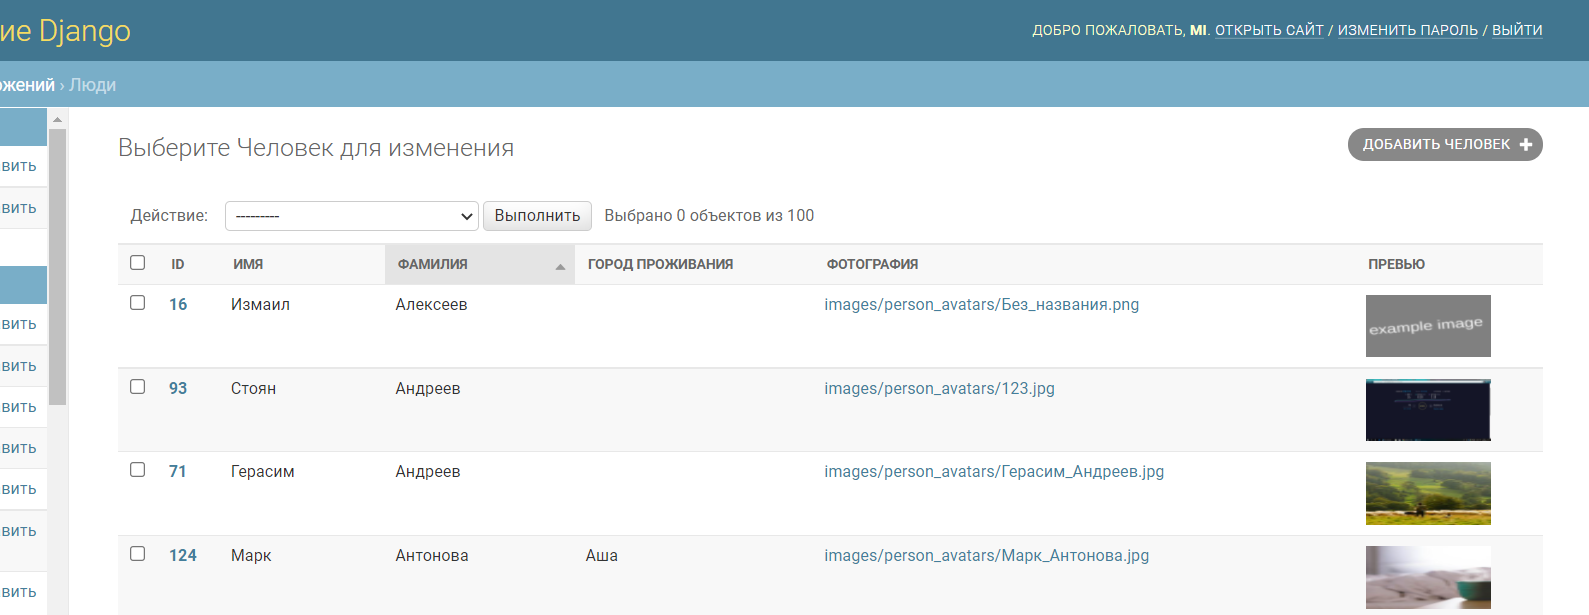 ие Django
ДОБРО ПОЖАЛОВАТЬ, MI. ОТКРЫТЬ САЙТ / ИЗМЕНИТЬ ПАРОЛЬ / ВЫЙТИ
ожений › Люди
вить
вить
вить
вить
вить
вить
вить
вить
вить
Выберите Человек для изменения
ДОБАВИТЬ ЧЕЛОВЕК +
Действие: --------- Выполнить Выбрано 0 объектов из 100
ID ИМЯ ФАМИЛИЯ ГОРОД ПРОЖИВАНИЯ ФОТОГРАФИЯ ПРЕВЬЮ
16 Измаил Алексеев images/person_avatars/Без_названия.png example image
93 Стоян Андреев images/person_avatars/123.jpg
71 Герасим Андреев images/person_avatars/Герасим_Андреев.jpg
124 Марк Антонова Аша images/person_avatars/Марк_Антонова.jpg